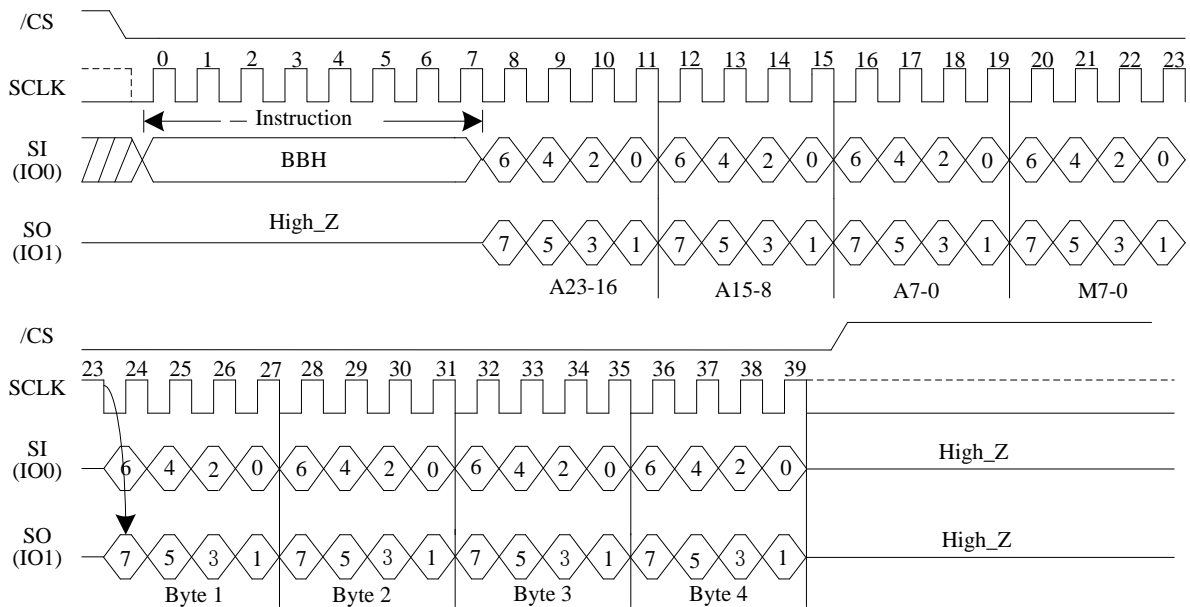 /CS
0 1 2 3 4 5 6 7 8 9 10 11 12 13 14 15 16 17 18 19 20 21 22 23
SCLK
Instruction
SI
(IO0)
BBH
6 4 2 0 6 4 2 0 6 4 2 0 6 4 2 0
SO
(IO1)
High_Z
7 5 3 1 7 5 3 1 7 5 3 1 7 5 3 1
A23-16 A15-8 A7-0 M7-0
/CS
23 24 25 26 27 28 29 30 31 32 33 34 35 36 37 38 39
SCLK
SI
(IO0)
6 4 2 0 6 4 2 0 6 4 2 0 6 4 2 0
High_Z
SO
(IO1)
7 5 3 1 7 5 3 1 7 5 3 1 7 5 3 1
High_Z
Byte 1 Byte 2 Byte 3 Byte 4